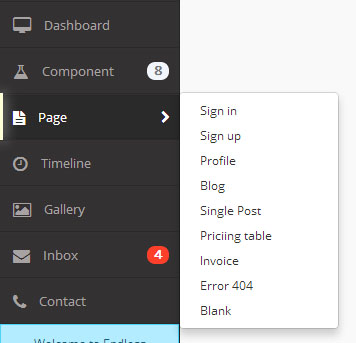 Dashboard
Component 8
Page
Sign in
Sign up
Profile
Blog
Single Post
Priciing table
Invoice
Error 404
Blank
Timeline
Gallery
Inbox 4
Contact
Welcome to Endless